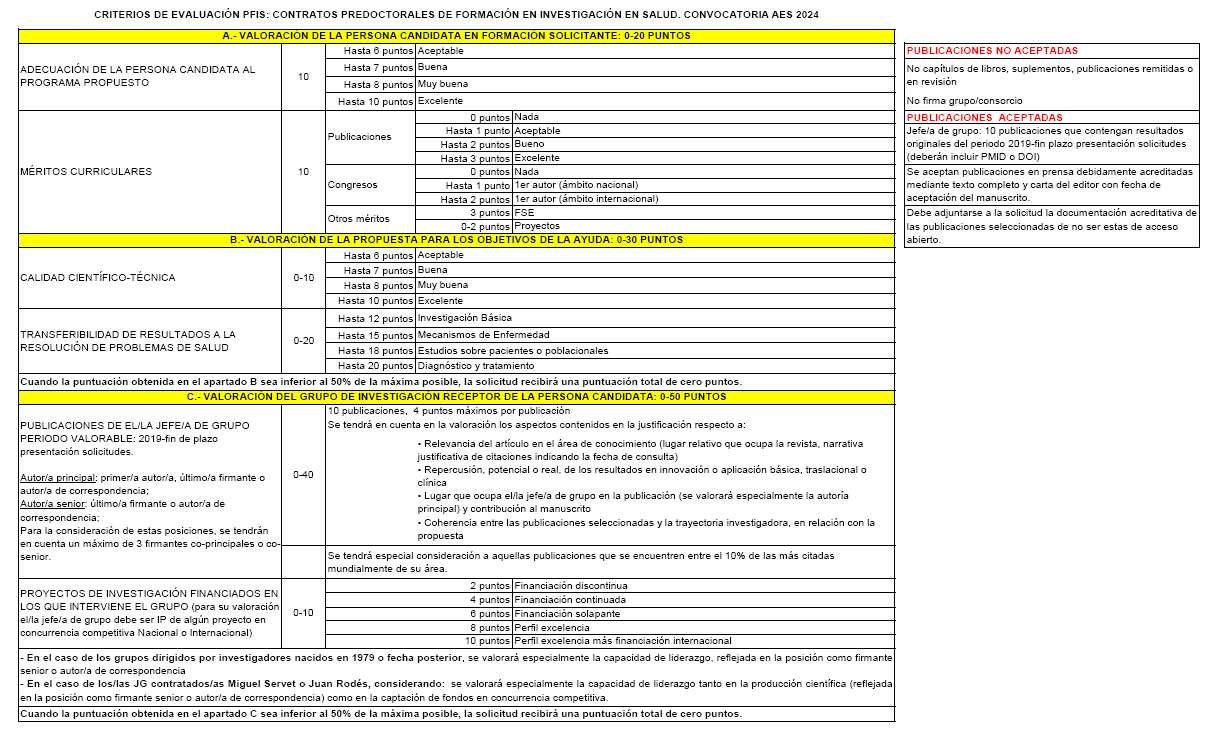 CRITERIOS DE EVALUACIÓN PFIS: CONTRATOS PREDOCTORALES DE FORMACIÓN EN INVESTIGACIÓN EN SALUD. CONVOCATORIA AES 2024
A.- VALORACIÓN DE LA PERSONA CANDIDATA EN FORMACIÓN SOLICITANTE: 0-20 PUNTOS
ADECUACIÓN DE LA PERSONA CANDIDATA AL
PROGRAMA PROPUESTO
10
Hasta 6 puntos Aceptable
Hasta 7 puntos Buena
Hasta 8 puntos Muy buena
Hasta 10 puntos Excelente
MÉRITOS CURRICULARES
10
Publicaciones
0 puntos Nada
Hasta 1 punto Aceptable
Hasta 2 puntos Bueno
Hasta 3 puntos Excelente
Congresos
0 puntos Nada
Hasta 1 punto 1er autor (ámbito nacional)
Hasta 2 puntos 1er autor (ámbito internacional)
Otros méritos
3 puntos FSE
0-2 puntos Proyectos
B.- VALORACIÓN DE LA PROPUESTA PARA LOS OBJETIVOS DE LA AYUDA: 0-30 PUNTOS
CALIDAD CIENTÍFICO-TÉCNICA
0-10
Hasta 6 puntos Aceptable
Hasta 7 puntos Buena
Hasta 8 puntos Muy buena
Hasta 10 puntos Excelente
TRANSFERIBILIDAD DE RESULTADOS A LA
RESOLUCIÓN DE PROBLEMAS DE SALUD
0-20
Hasta 12 puntos Investigación Básica
Hasta 15 puntos Mecanismos de Enfermedad
Hasta 18 puntos Estudios sobre pacientes o poblacionales
Hasta 20 puntos Diagnóstico y tratamiento
Cuando la puntuación obtenida en el apartado B sea inferior al 50% de la máxima posible, la solicitud recibirá una puntuación total de cero puntos.
C.- VALORACIÓN DEL GRUPO DE INVESTIGACIÓN RECEPTOR DE LA PERSONA CANDIDATA: 0-50 PUNTOS
PUBLICACIONES DE EL/LA JEFE/A DE GRUPO
PERIODO VALORABLE: 2019-fin de plazo
presentación solicitudes.
Autor/a principal: primer/a autor/a, último/a firmante o
autor/a de correspondencia;
Autor/a senior: último/a firmante o autor/a de
correspondencia;
Para la consideración de estas posiciones, se tendrán
en cuenta un máximo de 3 firmantes co-principales o co-
senior.
0-40
10 publicaciones, 4 puntos máximos por publicación
Se tendrá en cuenta en la valoración los aspectos contenidos en la justificación respecto a:
• Relevancia del artículo en el área de conocimiento (lugar relativo que ocupa la revista, narrativa
justificativa de citaciones indicando la fecha de consulta)
• Repercusión, potencial o real, de los resultados en innovación o aplicación básica, traslacional o
clínica
• Lugar que ocupa el/la jefe/a de grupo en la publicación (se valorará especialmente la autoría
principal) y contribución al manuscrito
• Coherencia entre las publicaciones seleccionadas y la trayectoria investigadora, en relación con la
propuesta
Se tendrá especial consideración a aquellas publicaciones que se encuentren entre el 10% de las más citadas
mundialmente de su área.
PROYECTOS DE INVESTIGACIÓN FINANCIADOS EN
LOS QUE INTERVIENE EL GRUPO (para su valoración
el/la jefe/a de grupo debe ser IP de algún proyecto en
concurrencia competitiva Nacional o Internacional)
0-10
2 puntos Financiación discontinua
4 puntos Financiación continuada
6 puntos Financiación solapante
8 puntos Perfil excelencia
10 puntos Perfil excelencia más financiación internacional
- En el caso de los grupos dirigidos por investigadores nacidos en 1979 o fecha posterior, se valorará especialmente la capacidad de liderazgo, reflejada en la posición como firmante
senior o autor/a de correspondencia
- En el caso de los/las JG contratados/as Miguel Servet o Juan Rodés, considerando: se valorará especialmente la capacidad de liderazgo tanto en la producción científica (reflejada
en la posición como firmante senior o autor/a de correspondencia) como en la captación de fondos en concurrencia competitiva.
Cuando la puntuación obtenida en el apartado C sea inferior al 50% de la máxima posible, la solicitud recibirá una puntuación total de cero puntos.
PUBLICACIONES NO ACEPTADAS
No capítulos de libros, suplementos, publicaciones remitidas o
en revisión
No firma grupo/consorcio
PUBLICACIONES ACEPTADAS
Jefe/a de grupo: 10 publicaciones que contengan resultados
originales del periodo 2019-fin plazo presentación solicitudes
(deberán incluir PMID o DOI)
Se aceptan publicaciones en prensa debidamente acreditadas
mediante texto completo y carta del editor con fecha de
aceptación del manuscrito.
Debe adjuntarse a la solicitud la documentación acreditativa de
las publicaciones seleccionadas de no ser estas de acceso
abierto.